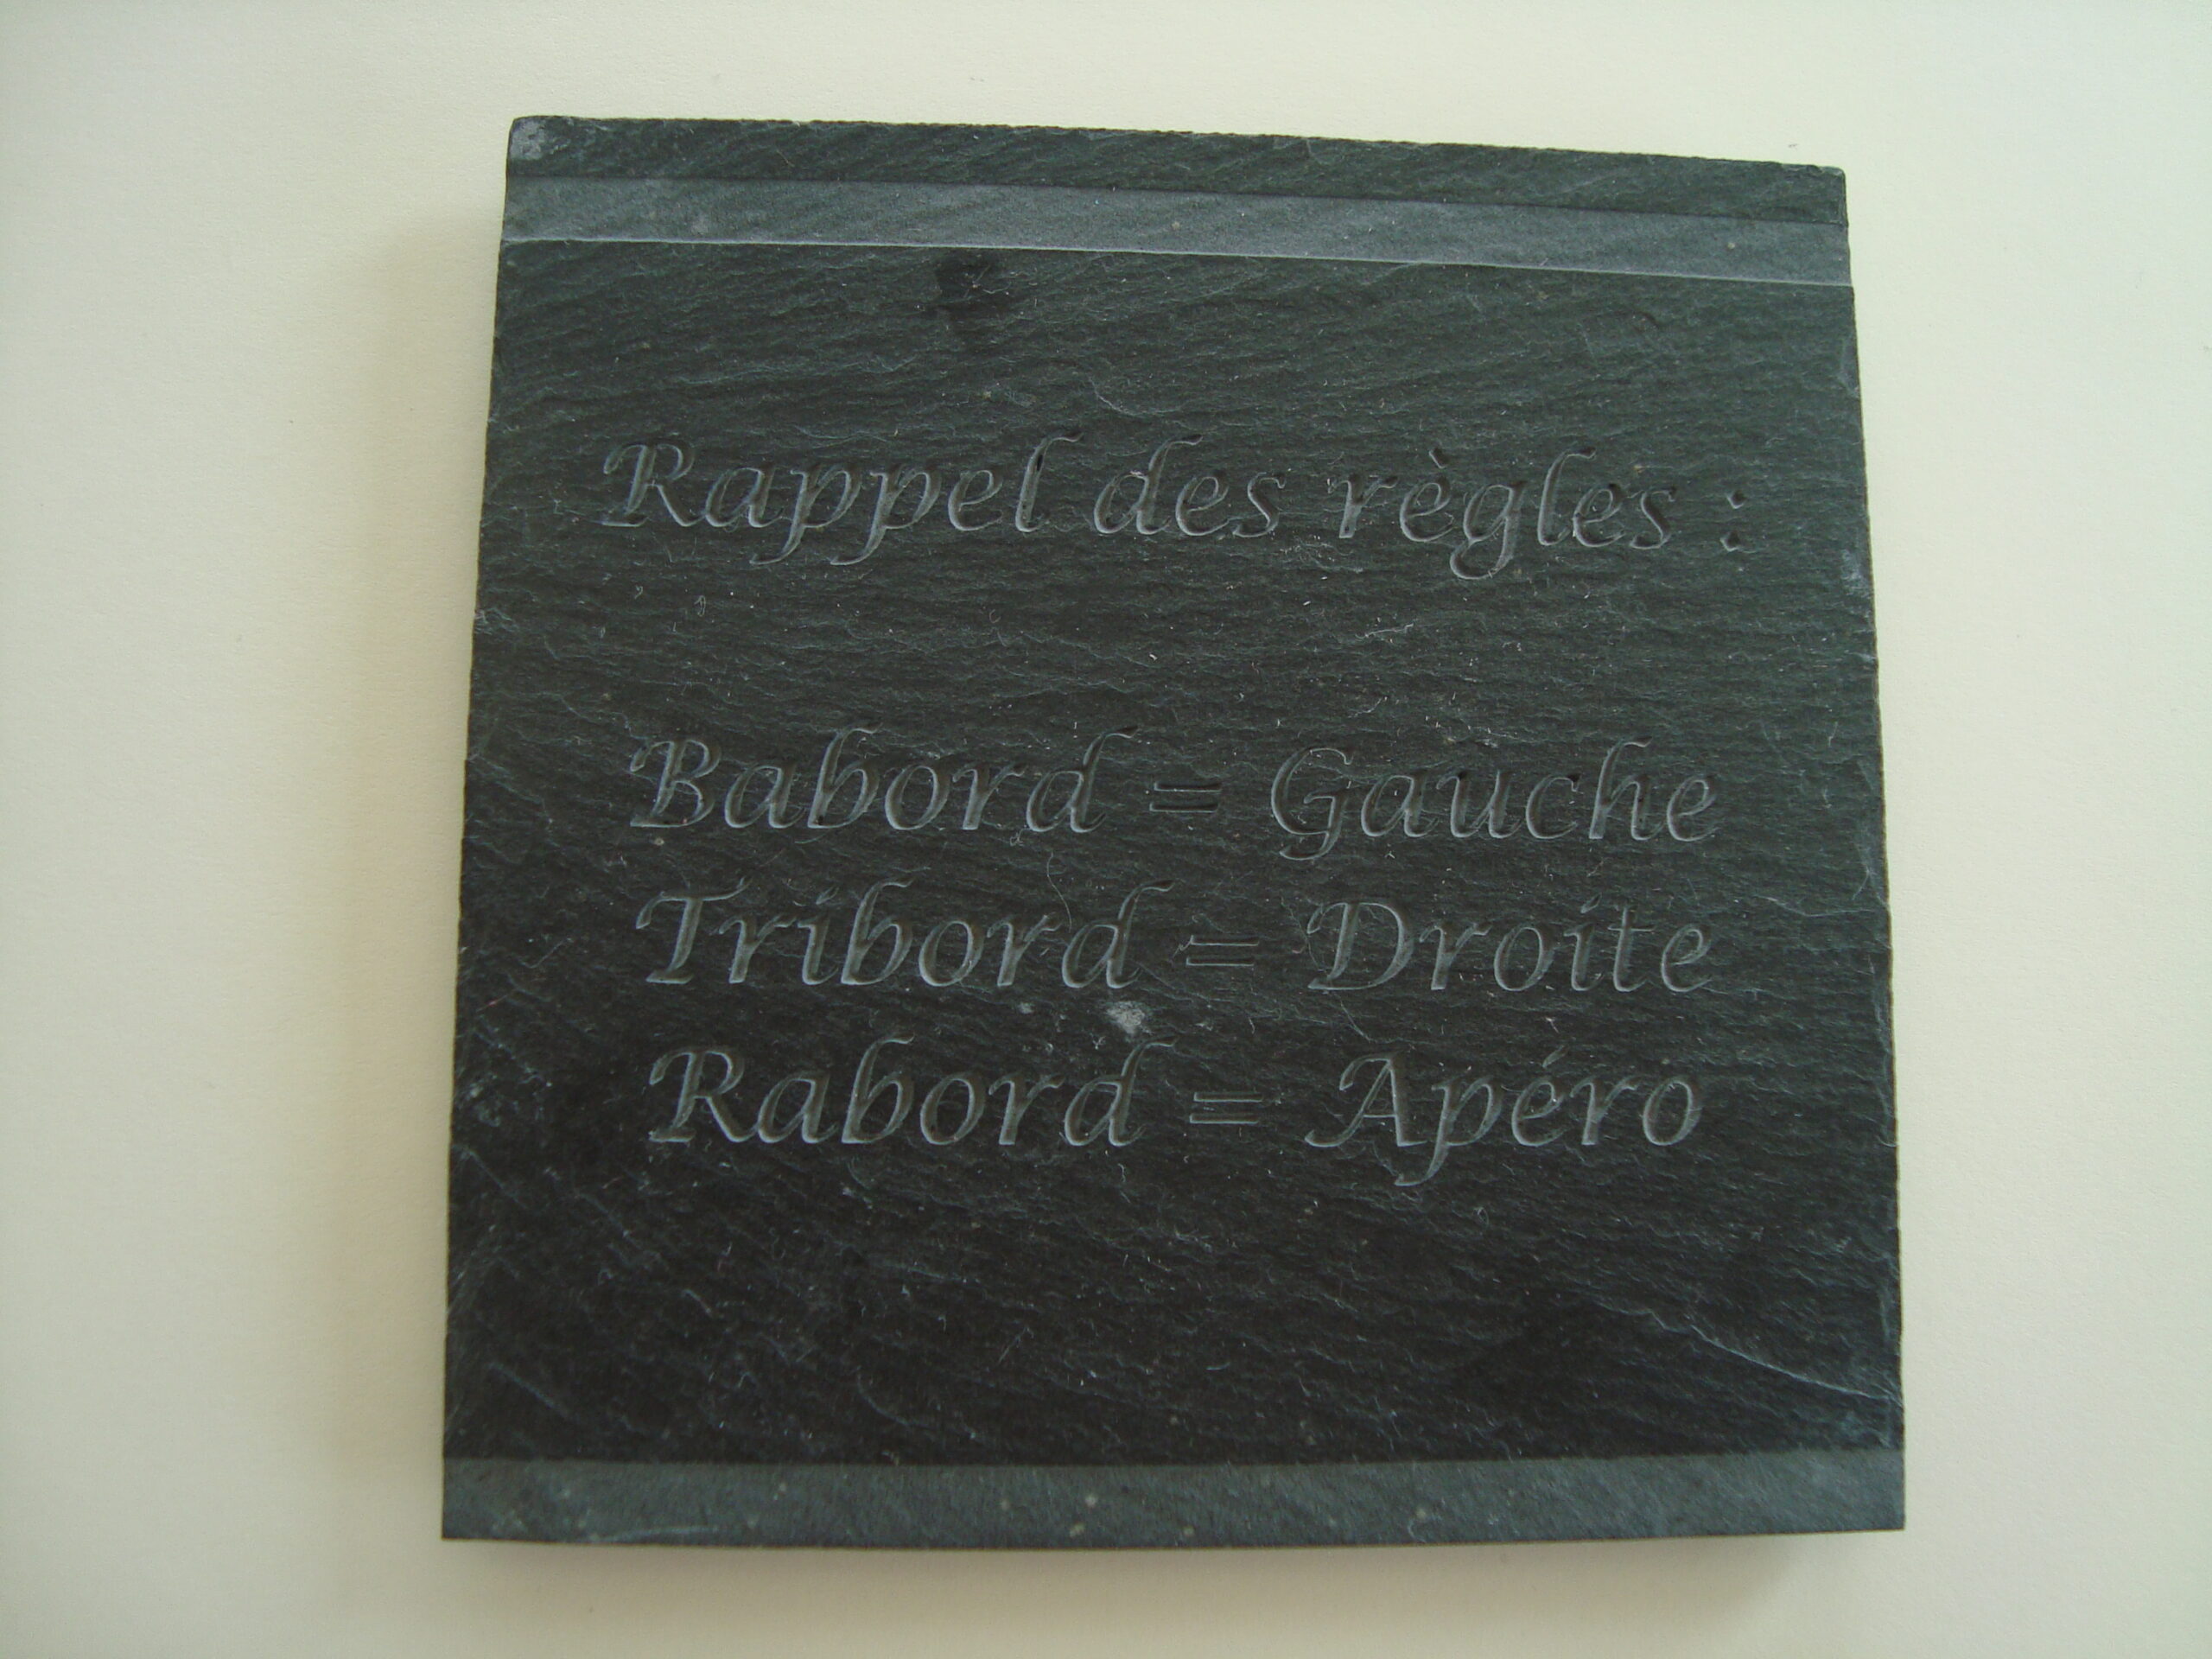 Rappel des règles :
Babord = Gauche
Tribord = Droite
Rabord = Apéro